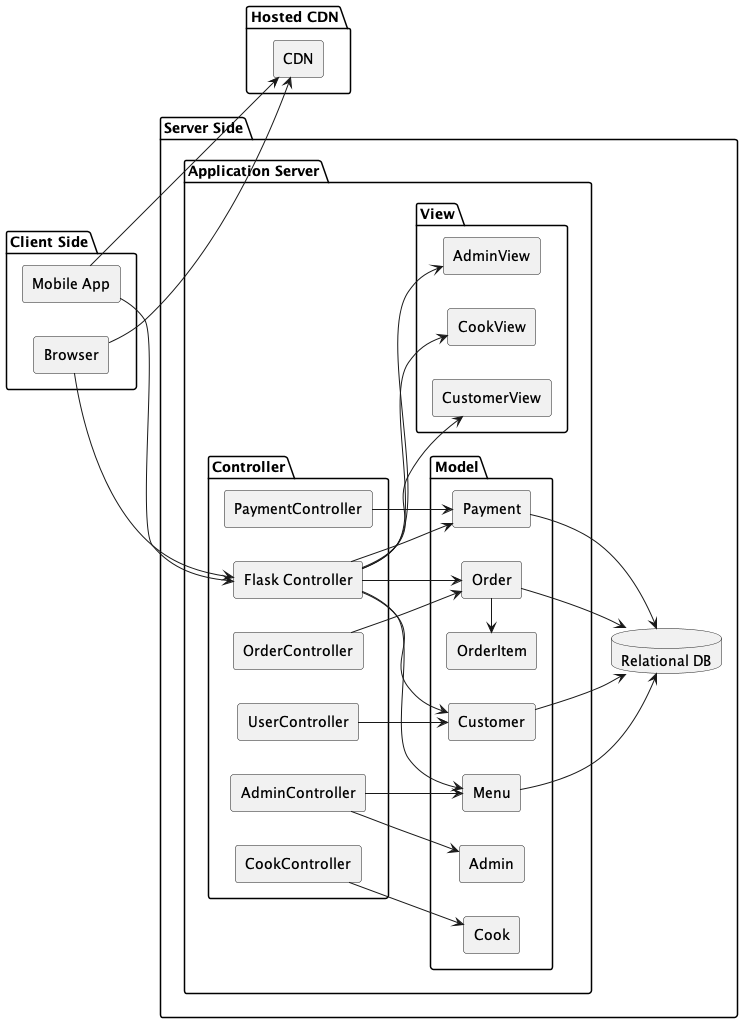 Hosted CDN
CDN
Server Side
Application Server
Client Side
Mobile App
Browser
View
AdminView
CookView
CustomerView
Controller
PaymentController
Flask Controller
OrderController
UserController
AdminController
CookController
Model
Payment
Order
OrderItem
Customer
Menu
Admin
Cook
Relational DB